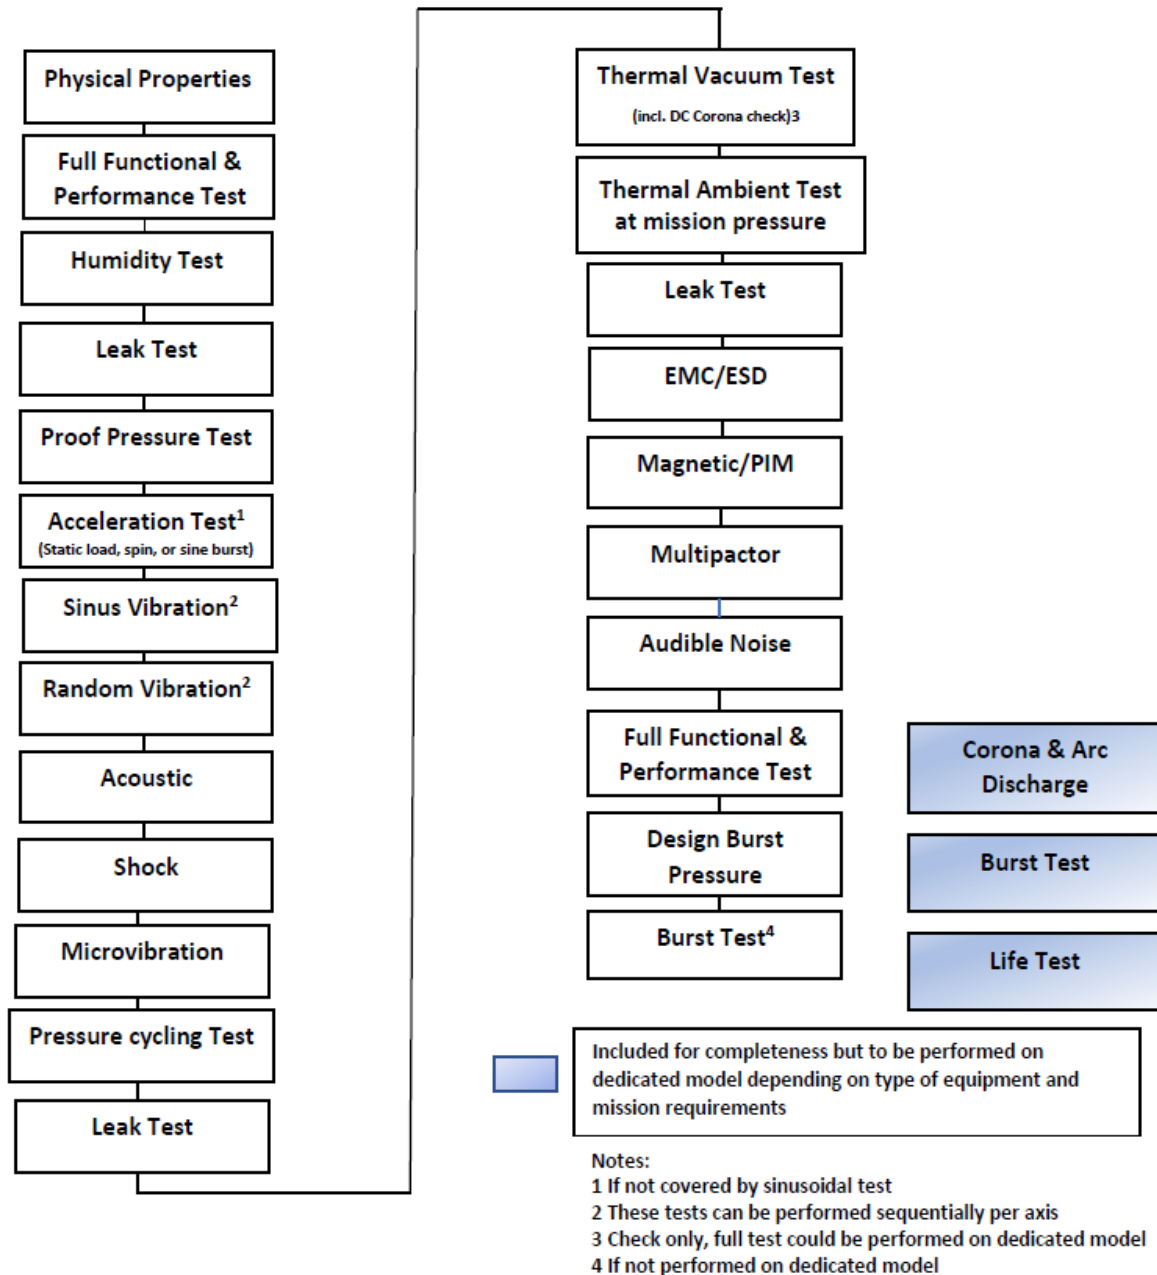 Physical Properties
Full Functional &
Performance Test
Humidity Test
Leak Test
Proof Pressure Test
Acceleration Test1
(Static load, spin, or sine burst)
Sinus Vibration2
Random Vibration2
Acoustic
Shock
Microvibration
Pressure cycling Test
Leak Test
Thermal Vacuum Test
(incl. DC Corona check)3
Thermal Ambient Test
at mission pressure
Leak Test
EMC/ESD
Magnetic/PIM
Multipactor
Audible Noise
Full Functional &
Performance Test
Design Burst
Pressure
Burst Test4
Corona & Arc
Discharge
Burst Test
Life Test
Included for completeness but to be performed on
dedicated model depending on type of equipment and
mission requirements
Notes:
1 If not covered by sinusoidal test
2 These tests can be performed sequentially per axis
3 Check only, full test could be performed on dedicated model
4 If not performed on dedicated model